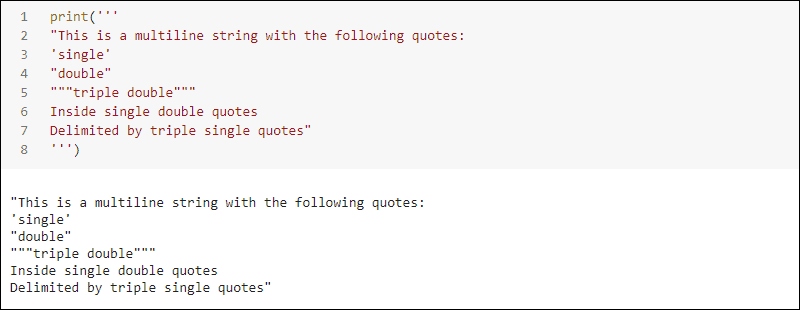 1 print('''
2 "This is a multiline string with the following quotes:
3 'single'
4 "double"
5 """triple double"""
6 Inside single double quotes
7 Delimited by triple single quotes"
8 ''')
"This is a multiline string with the following quotes:
'single'
"double"
"""triple double"""
Inside single double quotes
Delimited by triple single quotes"